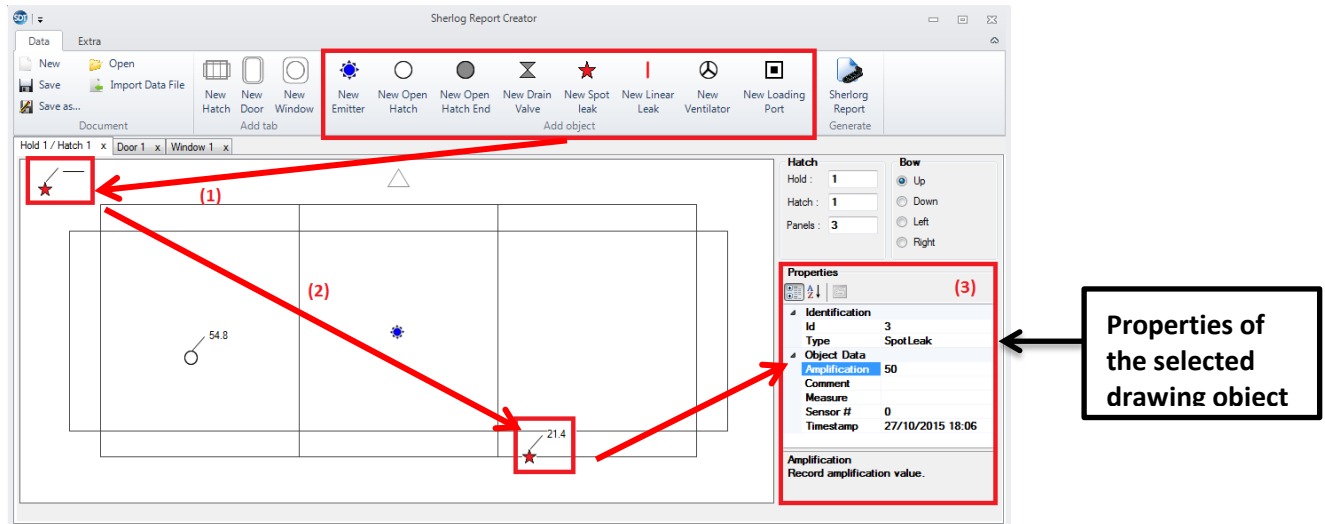 SDT
Sherlog Report Creator
Data Extra
New Open
Save Import Data File
Save as...
Document
New Hatch
New Door
New Window
Add tab
New Emitter
New Open Hatch
New Open Hatch End
New Drain Valve
New Spot leak
New Linear Leak
New Ventilator
New Loading Port
Add object
Sherlorg Report
Generate
Hold 1 / Hatch 1 x Door 1 x Window 1 x
(1)
(2)
54.8
21.4
Hatch
Hold : 1
Hatch : 1
Panels : 3
Bow
Up
Down
Left
Right
Properties
(3)
Identification
Id 3
Type SpotLeak
Object Data
Amplification 50
Comment
Measure
Sensor # 0
Timestamp 27/10/2015 18:06
Amplification
Record amplification value.
Properties of
the selected
drawing object